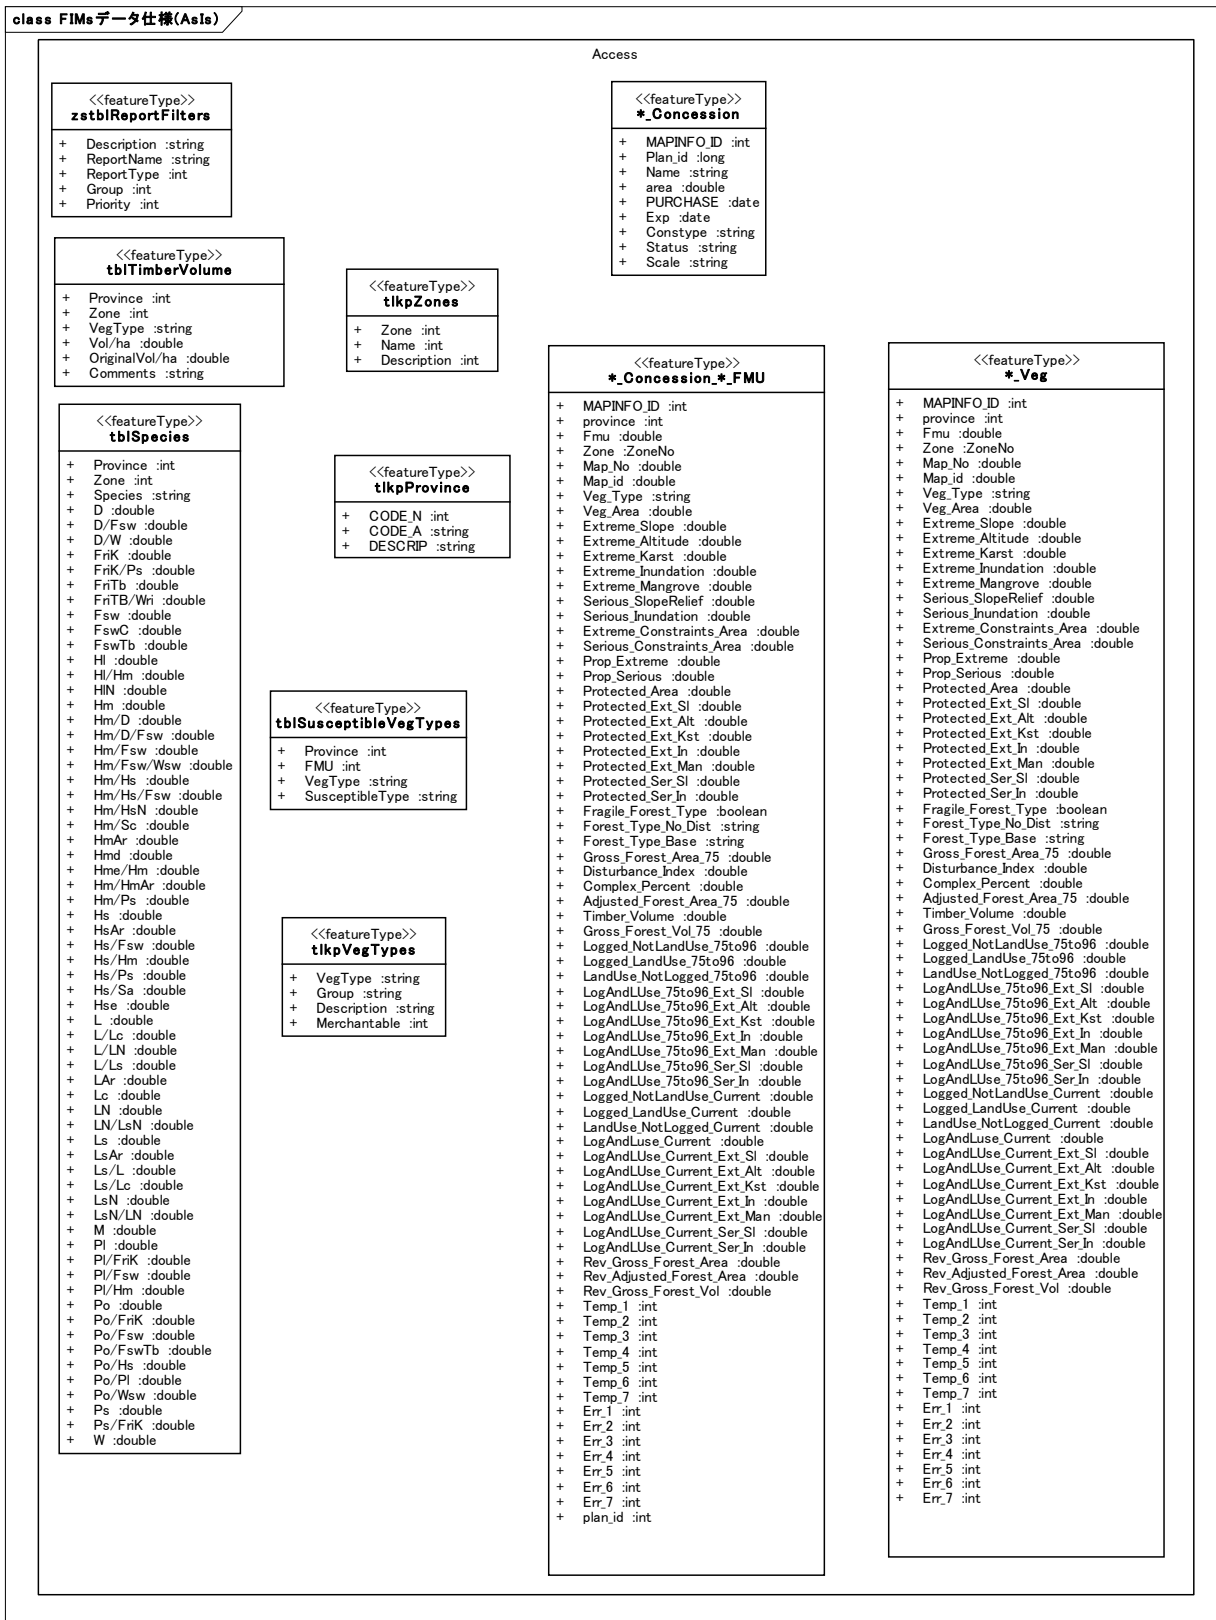 class FIMsデータ仕様(AsIs)
Access
<<featureType>>
zstblReportFilters
+ Description :string
+ ReportName :string
+ ReportType :int
+ Group :int
+ Priority :int
<<featureType>>
*_Concession
+ MAPINFO_ID :int
+ Plan_id :long
+ Name :string
+ area :double
+ PURCHASE :date
+ Exp :date
+ Constype :string
+ Status :string
+ Scale :string
<<featureType>>
tblTimberVolume
+ Province :int
+ Zone :int
+ VegType :string
+ Vol/ha :double
+ OriginalVol/ha :double
+ Comments :string
<<featureType>>
tlkpZones
+ Zone :int
+ Name :int
+ Description :int
<<featureType>>
tblSpecies
+ Province :int
+ Zone :int
+ Species :string
+ D :double
+ D/Fsw :double
+ D/W :double
+ FriK :double
+ FriK/Ps :double
+ FriTb :double
+ FriTB/Wri :double
+ Fsw :double
+ FswC :double
+ FswTb :double
+ Hl :double
+ Hl/Hm :double
+ HlN :double
+ Hm :double
+ Hm/D :double
+ Hm/D/Fsw :double
+ Hm/Fsw :double
+ Hm/Fsw/Wsw :double
+ Hm/Hs :double
+ Hm/Hs/Fsw :double
+ Hm/HsN :double
+ Hm/Sc :double
+ HmAr :double
+ Hmd :double
+ Hme/Hm :double
+ Hm/HmAr :double
+ Hm/Ps :double
+ Hs :double
+ HsAr :double
+ Hs/Fsw :double
+ Hs/Hm :double
+ Hs/Ps :double
+ Hs/Sa :double
+ Hse :double
+ L :double
+ L/Lc :double
+ L/LN :double
+ L/Ls :double
+ LAr :double
+ Lc :double
+ LN :double
+ LN/LsN :double
+ Ls :double
+ LsAr :double
+ Ls/L :double
+ Ls/Lc :double
+ LsN :double
+ LsN/LN :double
+ M :double
+ Pl :double
+ Pl/FriK :double
+ Pl/Fsw :double
+ Pl/Hm :double
+ Po :double
+ Po/FriK :double
+ Po/Fsw :double
+ Po/FswTb :double
+ Po/Hs :double
+ Po/Pl :double
+ Po/Wsw :double
+ Ps :double
+ Ps/FriK :double
+ W :double
<<featureType>>
tlkpProvince
+ CODE_N :int
+ CODE_A :string
+ DESCRIP :string
<<featureType>>
tblSusceptibleVegTypes
+ Province :int
+ FMU :int
+ VegType :string
+ SusceptibleType :string
<<featureType>>
tlkpVegTypes
+ VegType :string
+ Group :string
+ Description :string
+ Merchantable :int
<<featureType>>
*_Concession_*_FMU
+ MAPINFO_ID :int
+ province :int
+ Fmu :double
+ Zone :ZoneNo
+ Map_No :double
+ Map_id :double
+ Veg_Type :string
+ Veg_Area :double
+ Extreme_Slope :double
+ Extreme_Altitude :double
+ Extreme_Karst :double
+ Extreme_Inundation :double
+ Extreme_Mangrove :double
+ Serious_SlopeRelief :double
+ Serious_Inundation :double
+ Extreme_Constraints_Area :double
+ Serious_Constraints_Area :double
+ Prop_Extreme :double
+ Prop_Serious :double
+ Protected_Area :double
+ Protected_Ext_Sl :double
+ Protected_Ext_Alt :double
+ Protected_Ext_Kst :double
+ Protected_Ext_In :double
+ Protected_Ext_Man :double
+ Protected_Ser_Sl :double
+ Protected_Ser_In :double
+ Fragile_Forest_Type :boolean
+ Forest_Type_No_Dist :string
+ Forest_Type_Base :string
+ Gross_Forest_Area_75 :double
+ Disturbance_Index :double
+ Complex_Percent :double
+ Adjusted_Forest_Area_75 :double
+ Timber_Volume :double
+ Gross_Forest_Vol_75 :double
+ Logged_NotLandUse_75to96 :double
+ Logged_LandUse_75to96 :double
+ LandUse_NotLogged_75to96 :double
+ LogAndLUse_75to96_Ext_Sl :double
+ LogAndLUse_75to96_Ext_Alt :double
+ LogAndLUse_75to96_Ext_Kst :double
+ LogAndLUse_75to96_Ext_In :double
+ LogAndLUse_75to96_Ext_Man :double
+ LogAndLUse_75to96_Ser_Sl :double
+ LogAndLUse_75to96_Ser_In :double
+ Logged_NotLandUse_Current :double
+ Logged_LandUse_Current :double
+ LandUse_NotLogged_Current :double
+ LogAndLuse_Current :double
+ LogAndLUse_Current_Ext_Sl :double
+ LogAndLUse_Current_Ext_Alt :double
+ LogAndLUse_Current_Ext_Kst :double
+ LogAndLUse_Current_Ext_In :double
+ LogAndLUse_Current_Ext_Man :double
+ LogAndLUse_Current_Ser_Sl :double
+ LogAndLUse_Current_Ser_In :double
+ Rev_Gross_Forest_Area :double
+ Rev_Adjusted_Forest_Area :double
+ Rev_Gross_Forest_Vol :double
+ Temp_1 :int
+ Temp_2 :int
+ Temp_3 :int
+ Temp_4 :int
+ Temp_5 :int
+ Temp_6 :int
+ Temp_7 :int
+ Err_1 :int
+ Err_2 :int
+ Err_3 :int
+ Err_4 :int
+ Err_5 :int
+ Err_6 :int
+ Err_7 :int
+ plan_id :int
<<featureType>>
*_Veg
+ MAPINFO_ID :int
+ province :int
+ Fmu :double
+ Zone :ZoneNo
+ Map_No :double
+ Map_id :double
+ Veg_Type :string
+ Veg_Area :double
+ Extreme_Slope :double
+ Extreme_Altitude :double
+ Extreme_Karst :double
+ Extreme_Inundation :double
+ Extreme_Mangrove :double
+ Serious_SlopeRelief :double
+ Serious_Inundation :double
+ Extreme_Constraints_Area :double
+ Serious_Constraints_Area :double
+ Prop_Extreme :double
+ Prop_Serious :double
+ Protected_Area :double
+ Protected_Ext_Sl :double
+ Protected_Ext_Alt :double
+ Protected_Ext_Kst :double
+ Protected_Ext_In :double
+ Protected_Ext_Man :double
+ Protected_Ser_Sl :double
+ Protected_Ser_In :double
+ Fragile_Forest_Type :boolean
+ Forest_Type_No_Dist :string
+ Forest_Type_Base :string
+ Gross_Forest_Area_75 :double
+ Disturbance_Index :double
+ Complex_Percent :double
+ Adjusted_Forest_Area_75 :double
+ Timber_Volume :double
+ Gross_Forest_Vol_75 :double
+ Logged_NotLandUse_75to96 :double
+ Logged_LandUse_75to96 :double
+ LandUse_NotLogged_75to96 :double
+ LogAndLUse_75to96_Ext_Sl :double
+ LogAndLUse_75to96_Ext_Alt :double
+ LogAndLUse_75to96_Ext_Kst :double
+ LogAndLUse_75to96_Ext_In :double
+ LogAndLUse_75to96_Ext_Man :double
+ LogAndLUse_75to96_Ser_Sl :double
+ LogAndLUse_75to96_Ser_In :double
+ Logged_NotLandUse_Current :double
+ Logged_LandUse_Current :double
+ LandUse_NotLogged_Current :double
+ LogAndLuse_Current :double
+ LogAndLUse_Current_Ext_Sl :double
+ LogAndLUse_Current_Ext_Alt :double
+ LogAndLUse_Current_Ext_Kst :double
+ LogAndLUse_Current_Ext_In :double
+ LogAndLUse_Current_Ext_Man :double
+ LogAndLUse_Current_Ser_Sl :double
+ LogAndLUse_Current_Ser_In :double
+ Rev_Gross_Forest_Area :double
+ Rev_Adjusted_Forest_Area :double
+ Rev_Gross_Forest_Vol :double
+ Temp_1 :int
+ Temp_2 :int
+ Temp_3 :int
+ Temp_4 :int
+ Temp_5 :int
+ Temp_6 :int
+ Temp_7 :int
+ Err_1 :int
+ Err_2 :int
+ Err_3 :int
+ Err_4 :int
+ Err_5 :int
+ Err_6 :int
+ Err_7 :int